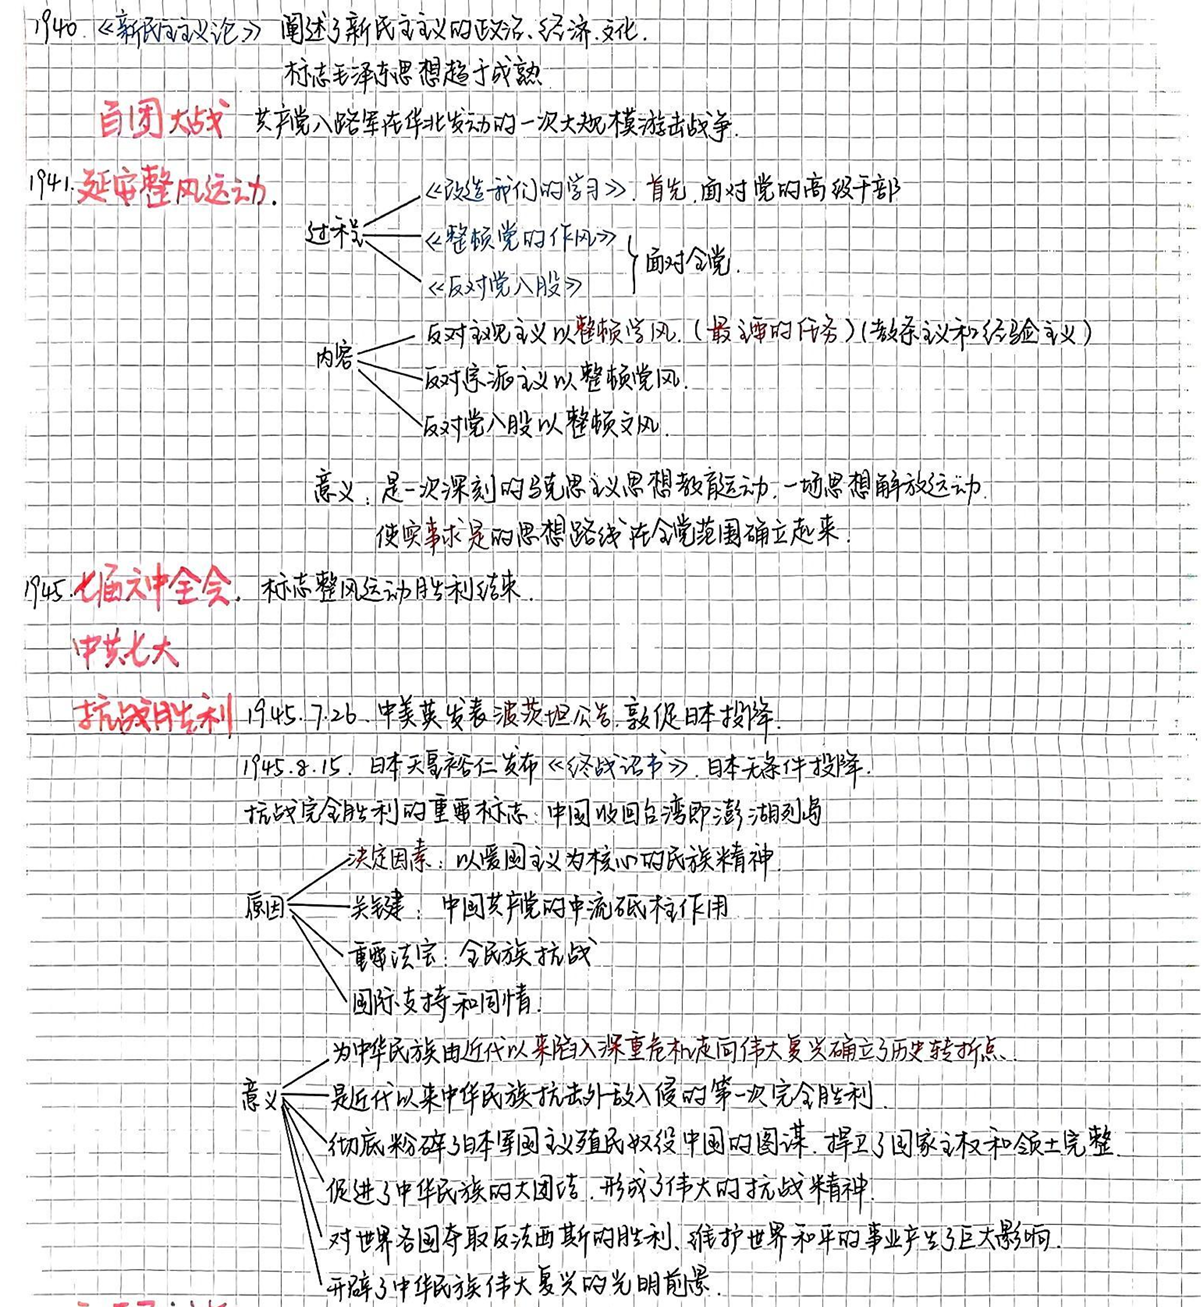 1940.《新民主主义论》 阐述了新民主主义的政治、经济、文化.
标志毛泽东思想趋于成熟
百团大战 共产党八路军在华北发动的一次大规模游击战争.
1941.延安整风运动.
《改造我们的学习》.首先.面对党的高级干部
过程 《整顿党的作风》
面对全党.
《反对党八股》
反对主观主义以整顿学风.(最主要的任务)(教条主义和经验主义)
内容
反对宗派主义以整顿党风.
反对党八股以整顿文风.
意义:是一次深刻的马克思主义思想教育运动.一场思想解放运动.
使实事求是的思想路线在全党范围确立起来.
1945.七届六中全会. 标志整风运动胜利结束.
中共七大
抗战胜利 1945.7.26.中美英发表波茨坦公告.敦促日本投降.
1945.8.15.日本天皇裕仁发布《终战诏书》.日本无条件投降.
抗战完全胜利的重要标志:中国收回台湾即澎湖列岛
决定因素:以爱国主义为核心的民族精神.
原因 关键:中国共产党的中流砥柱作用
重要法宝:全民族抗战
国际支持和同情.
为中华民族由近代以来陷入深重危机走向伟大复兴确立了历史转折点.
意义 是近代以来中华民族抗击外敌入侵的第一次完全胜利.
彻底粉碎了日本军国主义殖民奴役中国的图谋.捍卫了国家主权和领土完整.
促进了中华民族的大团结.形成了伟大的抗战精神.
对世界各国夺取反法西斯的胜利、维护世界和平的事业产生了巨大影响.
开辟了中华民族伟大复兴的光明前景.